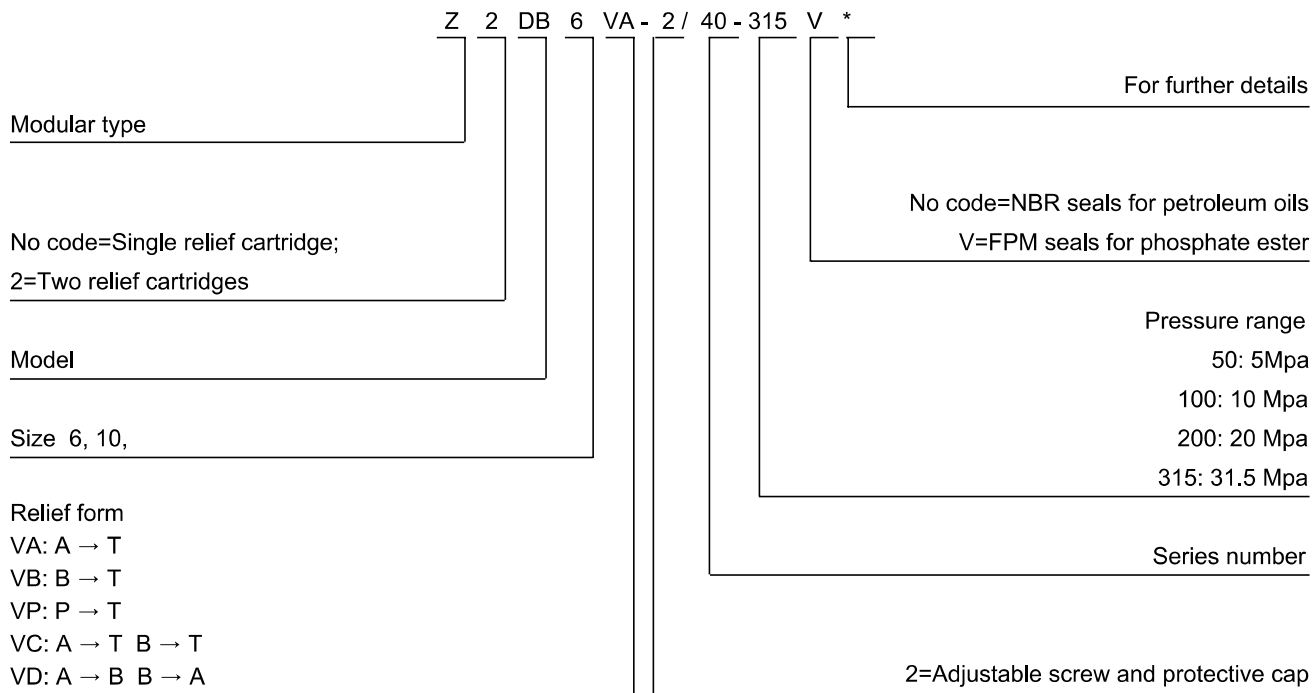 Z 2 DB 6 VA - 2 / 40 - 315 V *
For further details
Modular type
No code=NBR seals for petroleum oils
V=FPM seals for phosphate ester
No code=Single relief cartridge;
2=Two relief cartridges
Pressure range
50: 5Mpa
100: 10 Mpa
200: 20 Mpa
315: 31.5 Mpa
Model
Size 6, 10,
Relief form
VA: A → T
VB: B → T
VP: P → T
VC: A → T B → T
VD: A → B B → A
Series number
2=Adjustable screw and protective cap